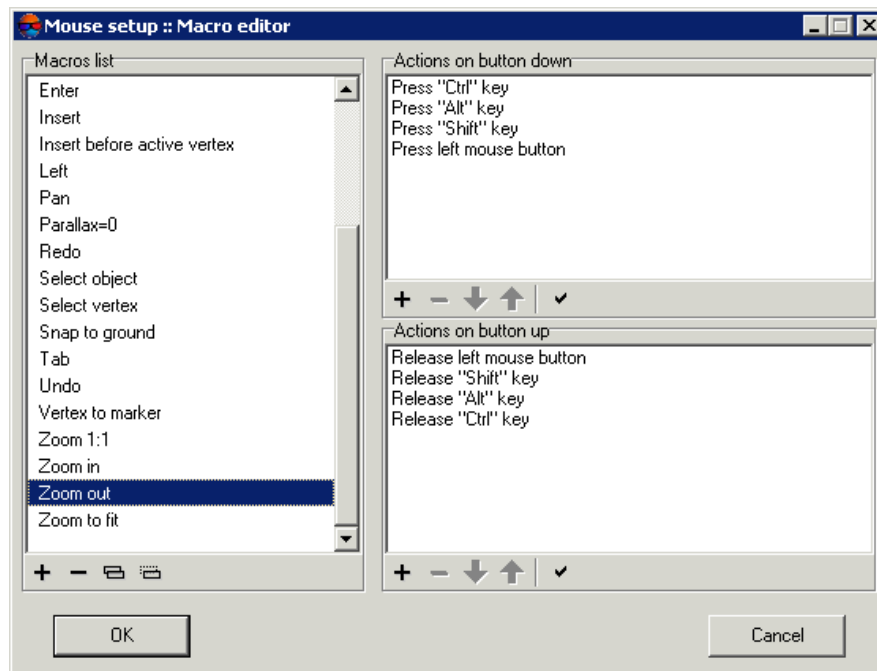 Mouse setup :: Macro editor
Macros list
Enter
Insert
Insert before active vertex
Left
Pan
Parallax=0
Redo
Select object
Select vertex
Snap to ground
Tab
Undo
Vertex to marker
Zoom 1:1
Zoom in
Zoom out
Zoom to fit
Actions on button down
Press "Ctrl" key
Press "Alt" key
Press "Shift" key
Press left mouse button
Actions on button up
Release left mouse button
Release "Shift" key
Release "Alt" key
Release "Ctrl" key
OK
Cancel